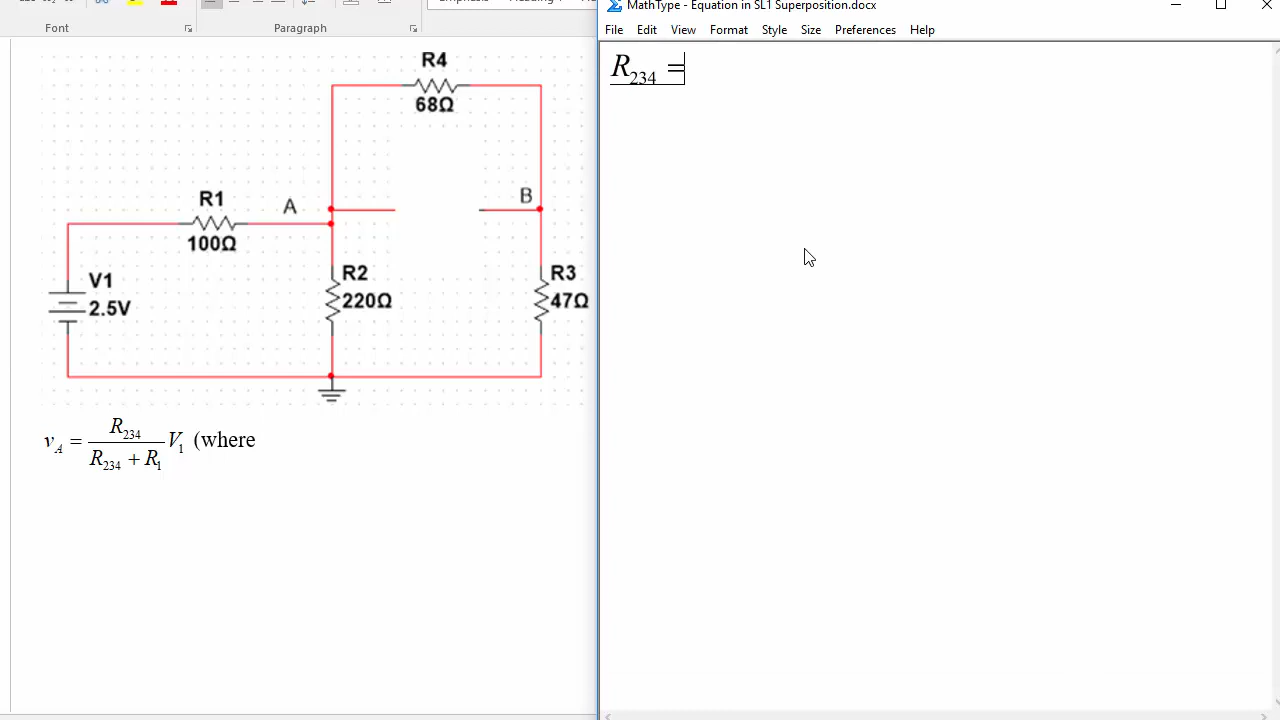 MathType - Equation in SL1 Superposition.docx
File Edit View Format Style Size Preferences Help
Font
Paragraph
R₂₃₄ =
R4
68Ω
R1
A
B
100Ω
V1
2.5V
R2
220Ω
R3
47Ω
v_A = R₂₃₄ / (R₂₃₄ + R₁) V₁ (where